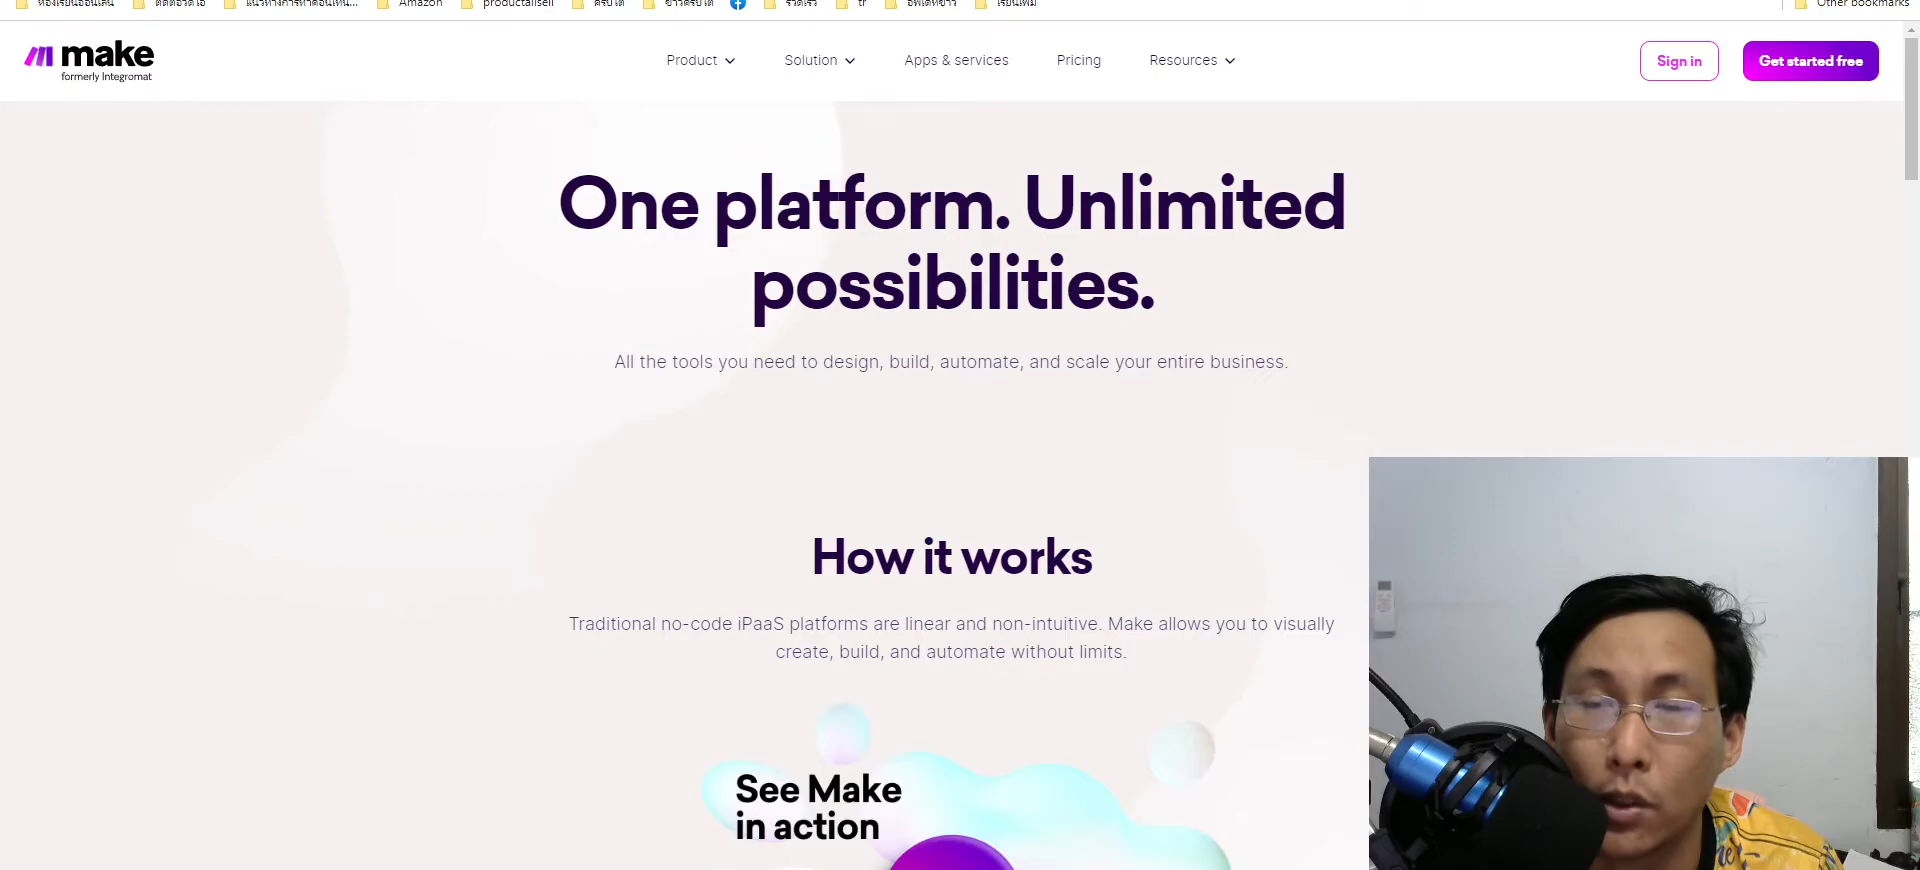 Amazon
productallsell
tr
Other bookmarks
make
formerly Integromat
Product
Solution
Apps & services
Pricing
Resources
Sign in
Get started free
One platform. Unlimited
possibilities.
All the tools you need to design, build, automate, and scale your entire business.
How it works
Traditional no-code iPaaS platforms are linear and non-intuitive. Make allows you to visually
create, build, and automate without limits.
See Make
in action